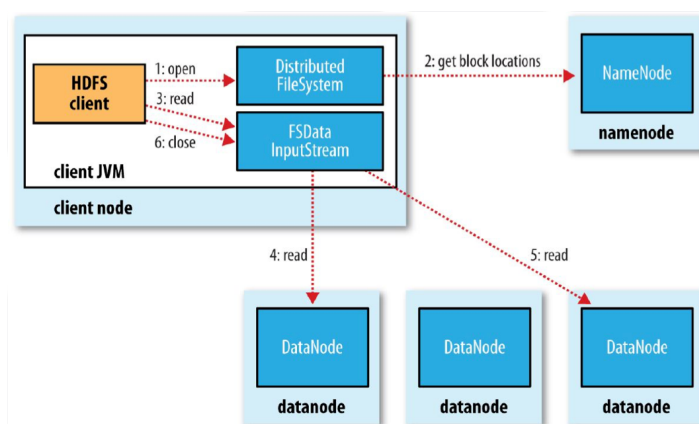 HDFS
client
1: open
3: read
6: close
Distributed
FileSystem
FSData
InputStream
client JVM
client node
2: get block locations
NameNode
namenode
4: read
5: read
DataNode
datanode
DataNode
datanode
DataNode
datanode